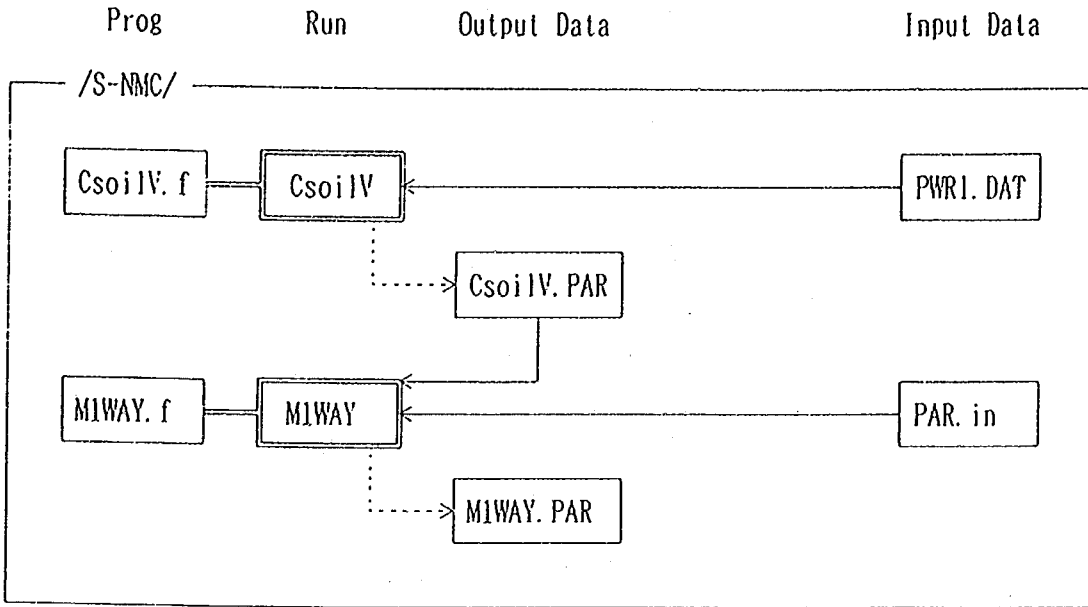 Prog Run Output Data Input Data
/S-NMC/
CsoilV.f CsoilV PWR1.DAT
CsoilV.PAR
M1WAY.f M1WAY PAR.in
M1WAY.PAR